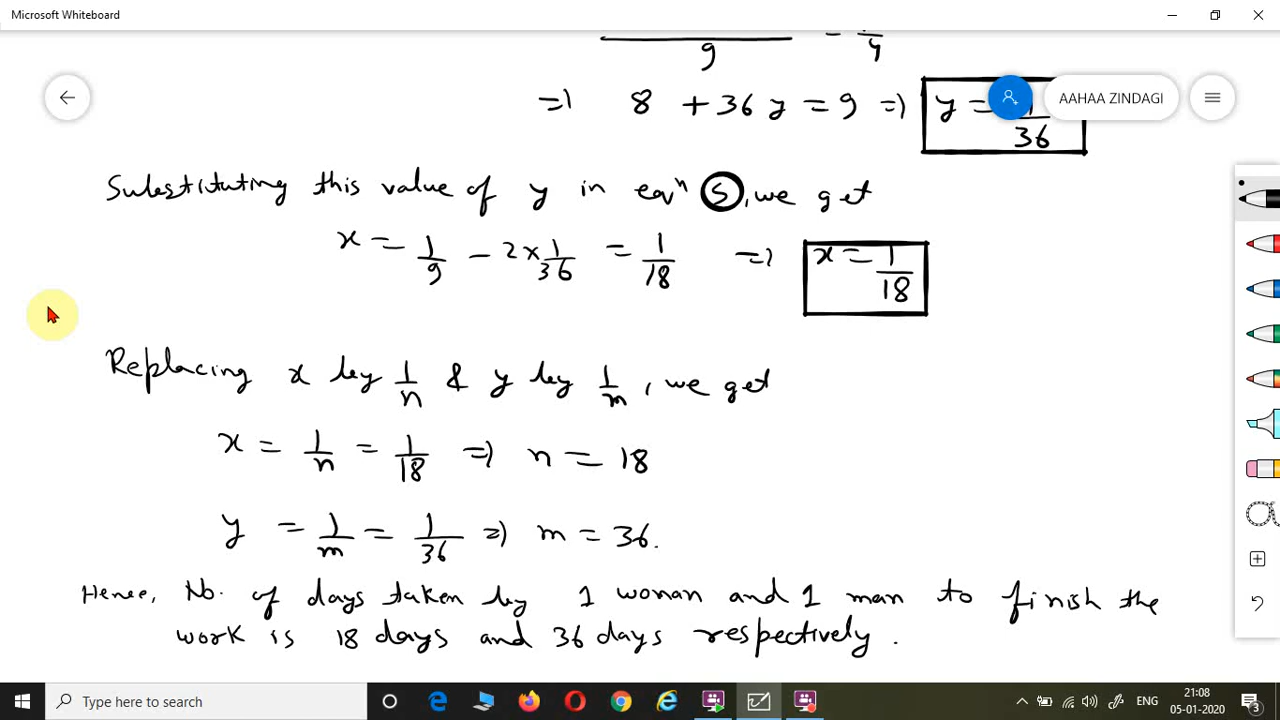 Microsoft Whiteboard
9
=> 8 + 36 y = 9 => y = 1/36
AAHAA ZINDAGI
Substituting this value of y in eqⁿ (5), we get
x = 1/9 - 2 × 1/36 = 1/18 => x = 1/18
Replacing x by 1/n & y by 1/m, we get
x = 1/n = 1/18 => n = 18
y = 1/m = 1/36 => m = 36.
Hence, No. of days taken by 1 woman and 1 man to finish the
work is 18 days and 36 days respectively.
Type here to search
ENG
21:08
05-01-2020
3